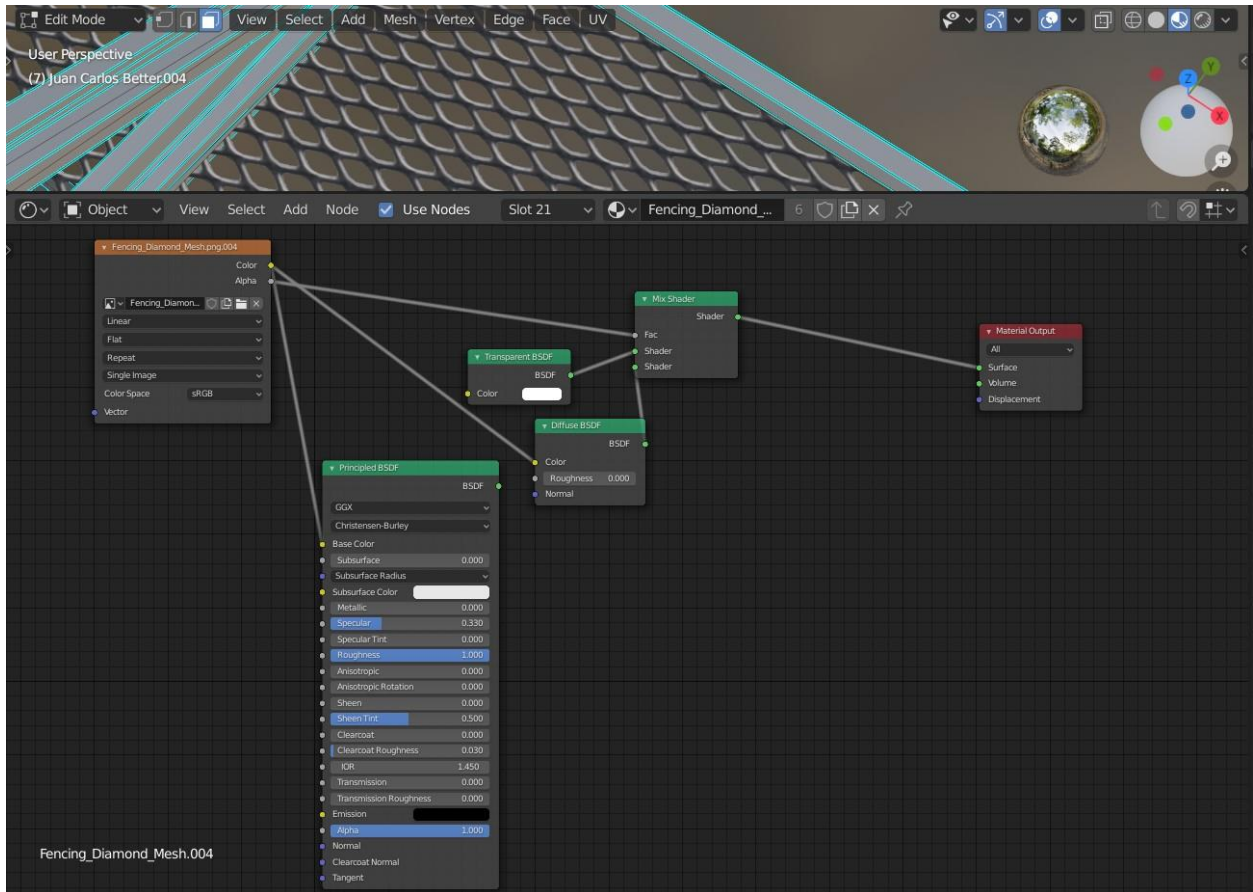 Edit Mode View Select Add Mesh Vertex Edge Face UV
User Perspective
(7) Juan Carlos Better.004
Z
Y
X
Object View Select Add Node Use Nodes Slot 21 Fencing_Diamond_... 6
Fencing_Diamond_Mesh.png.004
Color
Alpha
Fencing_Diamon...
Linear
Flat
Repeat
Single Image
Color Space sRGB
Vector
Mix Shader
Shader
Fac
Shader
Shader
Material Output
All
Surface
Volume
Displacement
Transparent BSDF
BSDF
Color
Diffuse BSDF
BSDF
Color
Roughness 0.000
Normal
Principled BSDF
BSDF
GGX
Christensen-Burley
Base Color
Subsurface 0.000
Subsurface Radius
Subsurface Color
Metallic 0.000
Specular 0.330
Specular Tint 0.000
Roughness 1.000
Anisotropic 0.000
Anisotropic Rotation 0.000
Sheen 0.000
Sheen Tint 0.500
Clearcoat 0.000
Clearcoat Roughness 0.030
IOR 1.450
Transmission 0.000
Transmission Roughness 0.000
Emission
Alpha 1.000
Normal
Clearcoat Normal
Tangent
Fencing_Diamond_Mesh.004